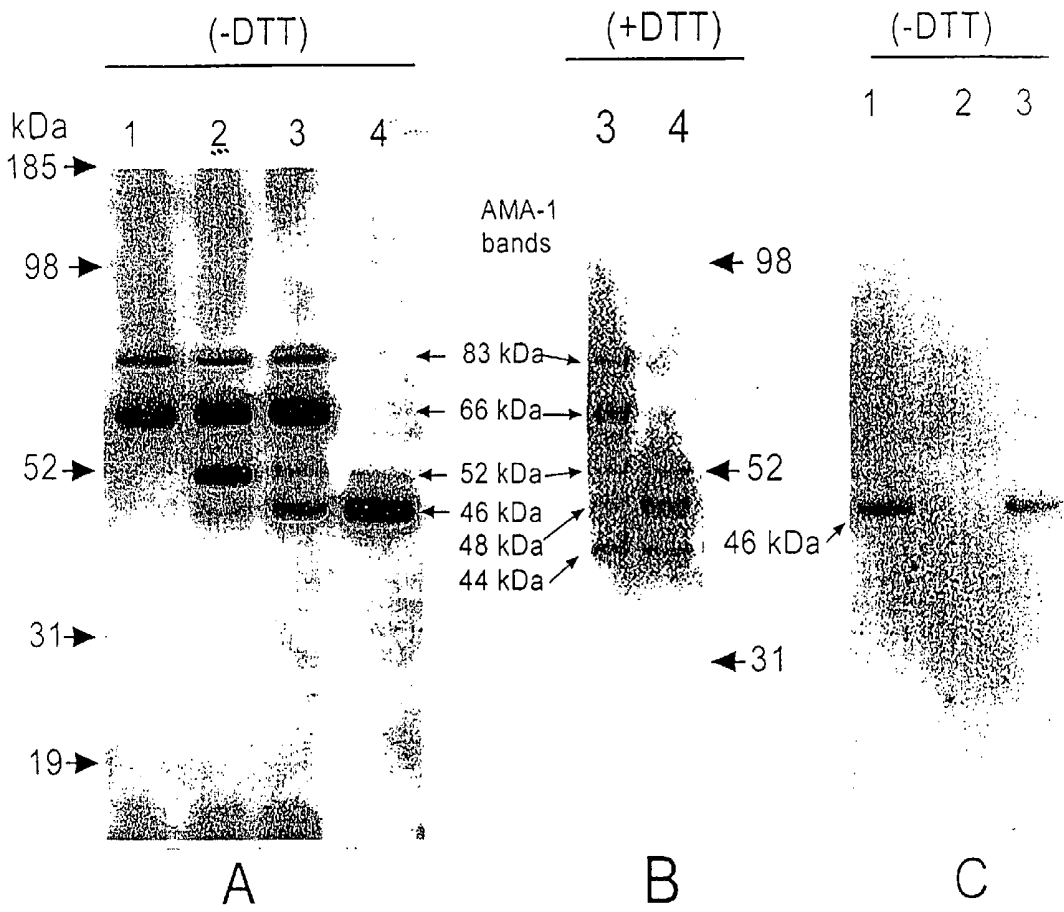 (-DTT)
(+DTT)
(-DTT)
kDa
1 2 3 4
3 4
1 2 3
185
98
52
31
19
AMA-1
bands
83 kDa
66 kDa
52 kDa
46 kDa
48 kDa
44 kDa
98
52
31
46 kDa
A
B
C